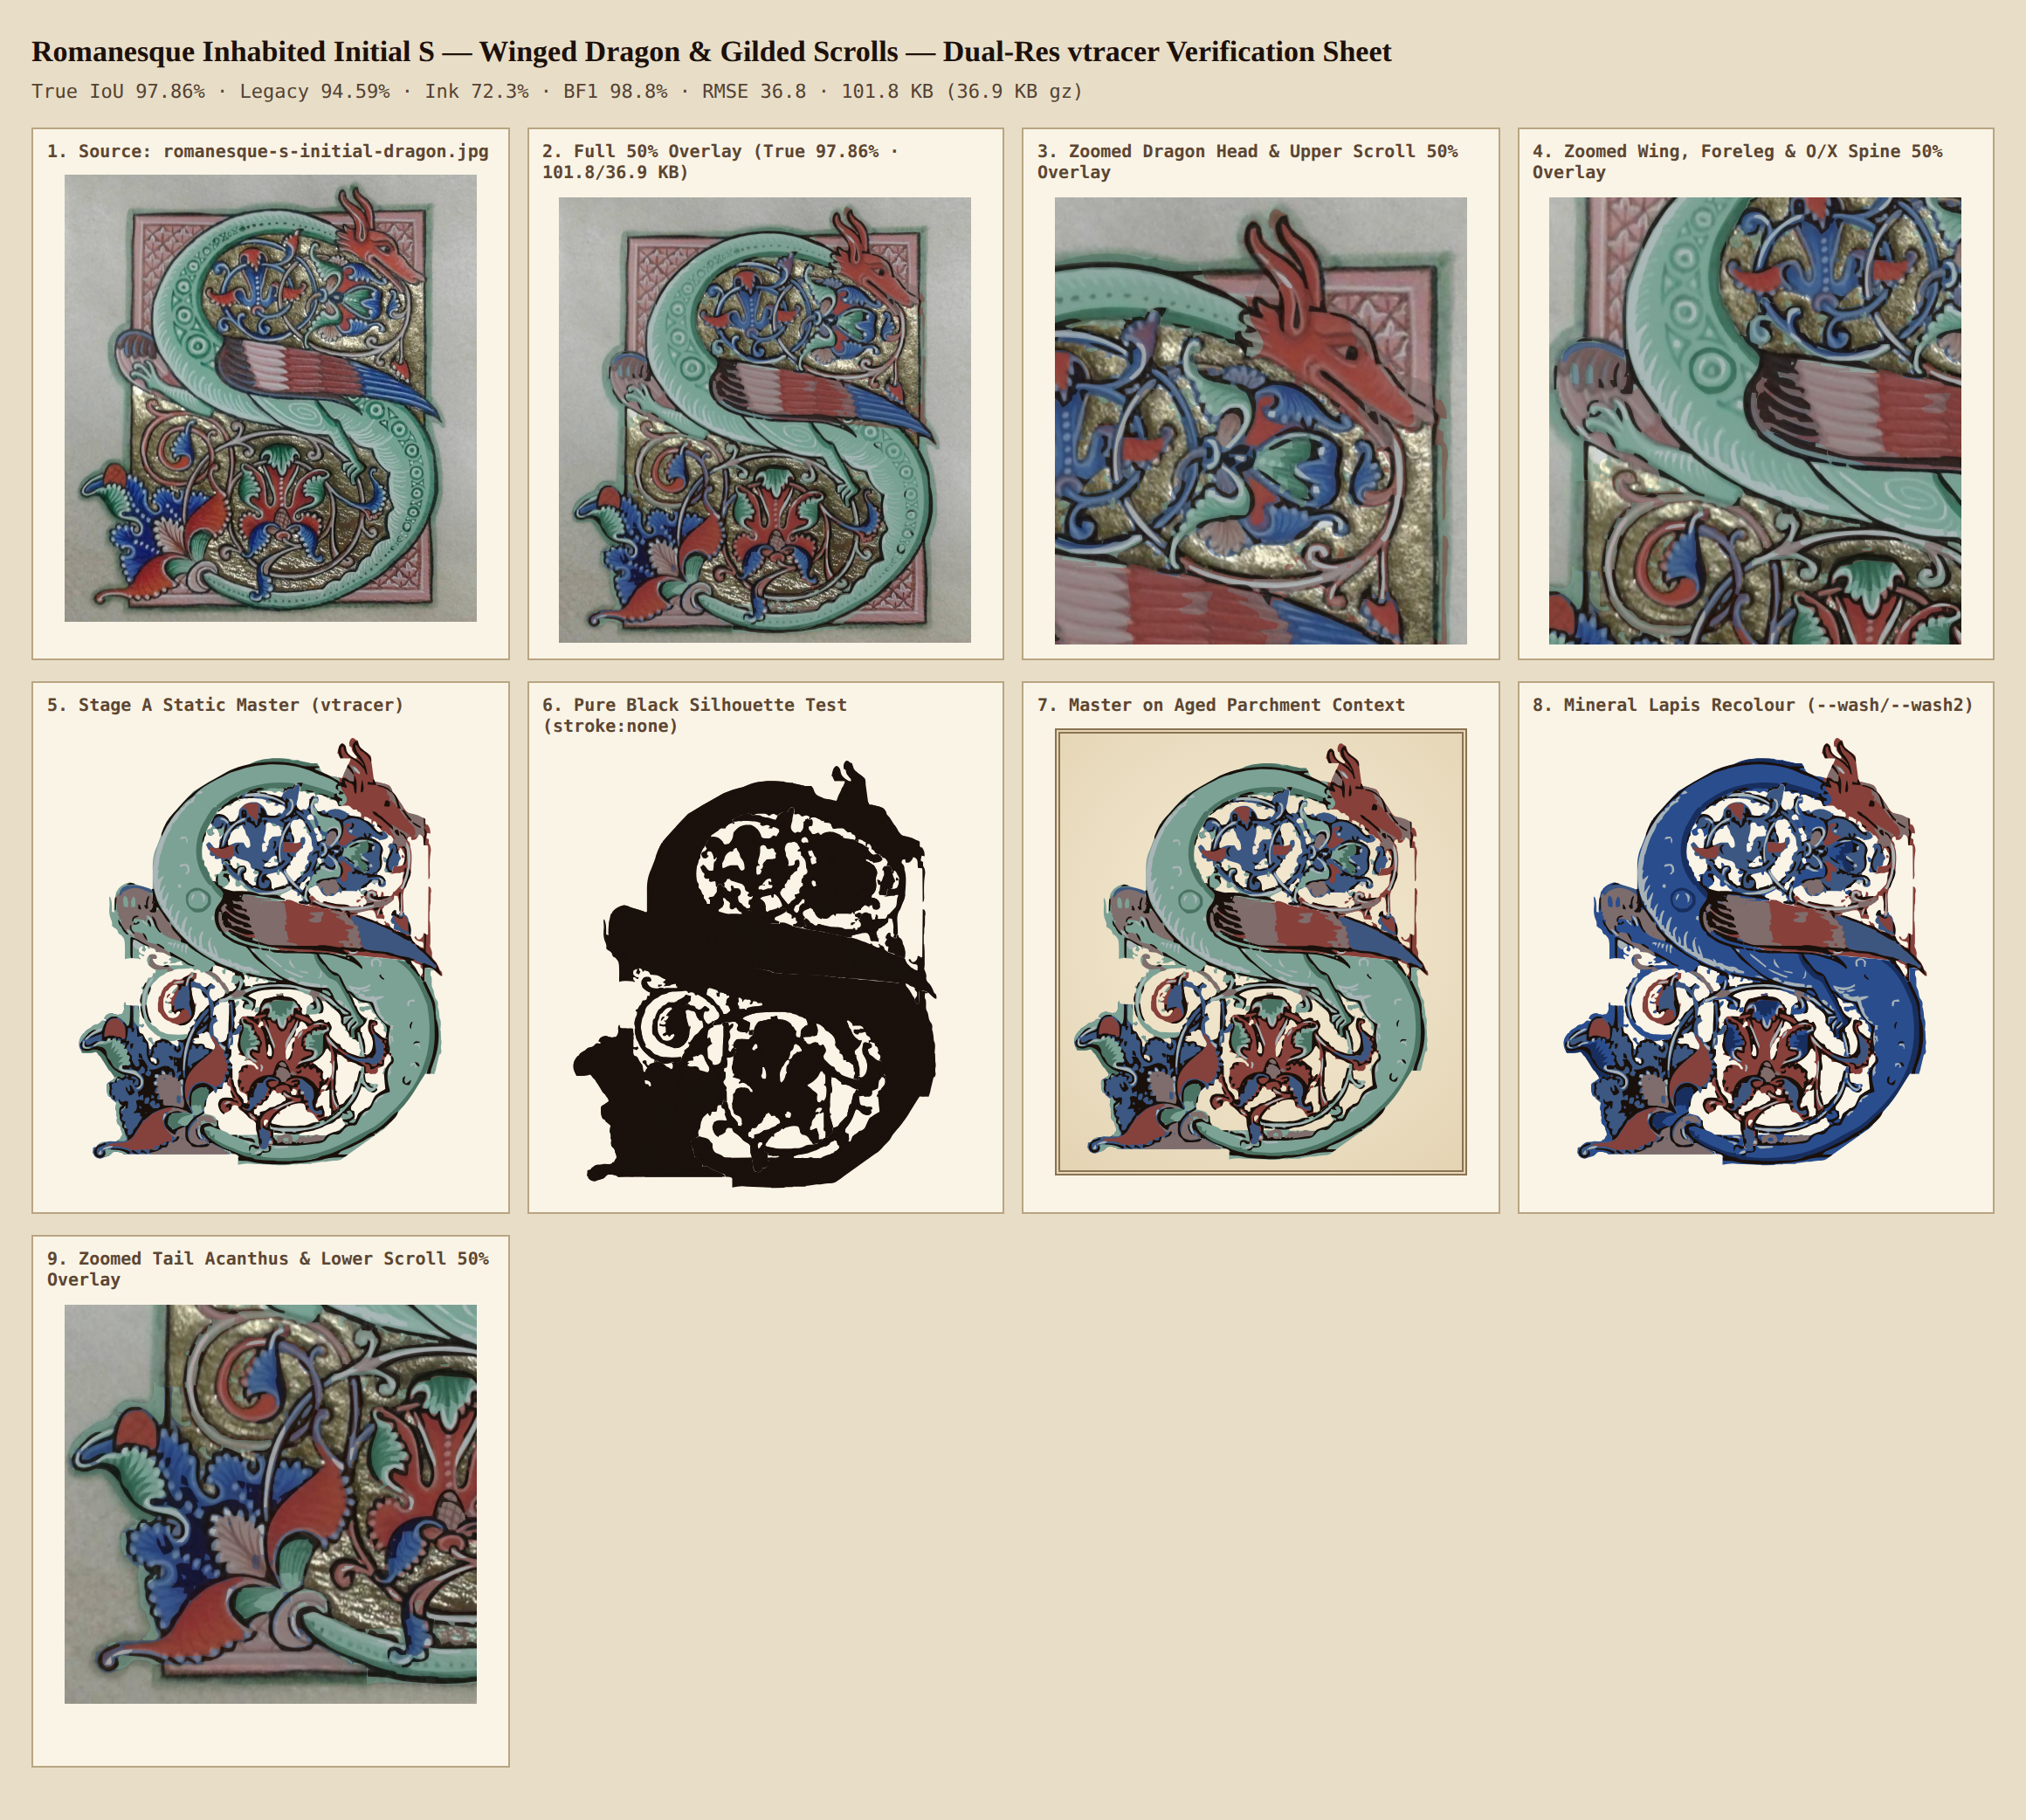 Romanesque Inhabited Initial S — Winged Dragon & Gilded Scrolls — Dual-Res vtracer Verification Sheet
True IoU 97.86% · Legacy 94.59% · Ink 72.3% · BF1 98.8% · RMSE 36.8 · 101.8 KB (36.9 KB gz)
1. Source: romanesque-s-initial-dragon.jpg
2. Full 50% Overlay (True 97.86% ·
101.8/36.9 KB)
3. Zoomed Dragon Head & Upper Scroll 50%
Overlay
4. Zoomed Wing, Foreleg & O/X Spine 50%
Overlay
5. Stage A Static Master (vtracer)
6. Pure Black Silhouette Test
(stroke:none)
7. Master on Aged Parchment Context
8. Mineral Lapis Recolour (--wash/--wash2)
9. Zoomed Tail Acanthus & Lower Scroll 50%
Overlay